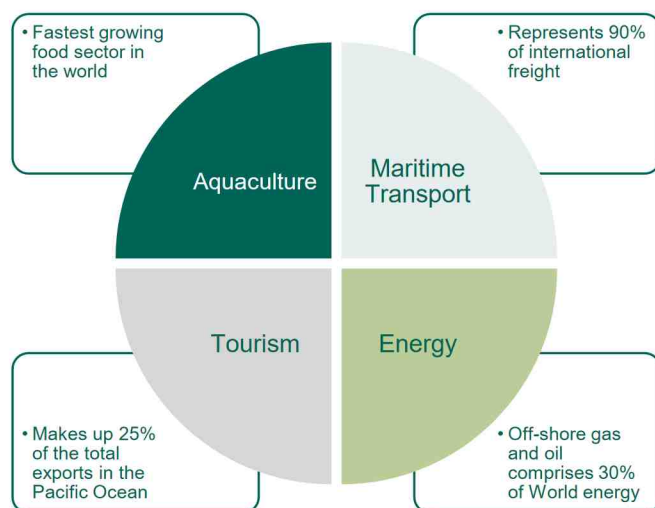 • Fastest growing
food sector in
the world
• Represents 90%
of international
freight
Aquaculture
Maritime
Transport
Tourism
Energy
• Makes up 25%
of the total
exports in the
Pacific Ocean
• Off-shore gas
and oil
comprises 30%
of World energy